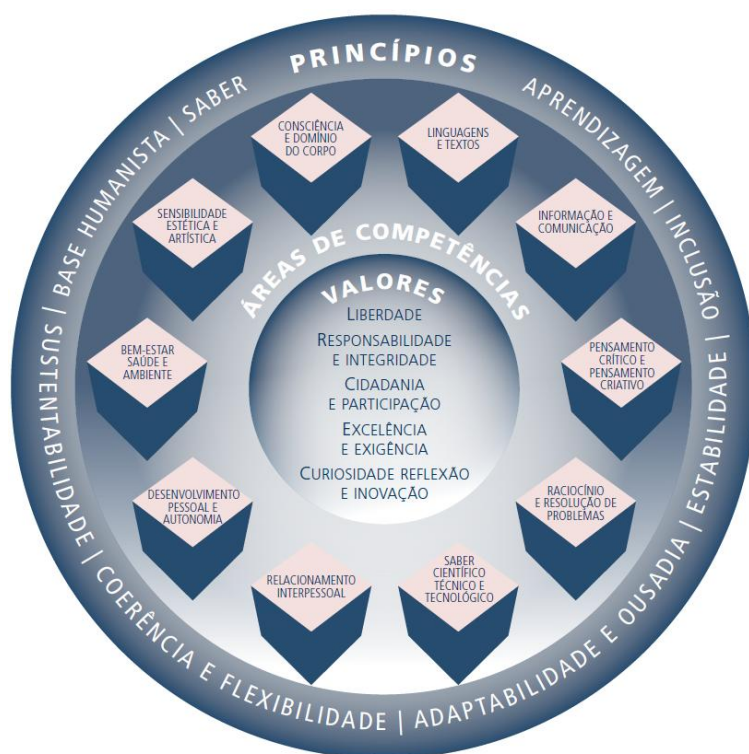 PRINCÍPIOS
BASE HUMANISTA | SABER
APRENDIZAGEM | INCLUSÃO |
ESTABILIDADE |
ADAPTABILIDADE E OUSADIA |
COERÊNCIA E FLEXIBILIDADE |
SUSTENTABILIDADE |
ÁREAS DE COMPETÊNCIAS
CONSCIÊNCIA
E DOMÍNIO
DO CORPO
LINGUAGENS
E TEXTOS
INFORMAÇÃO E
COMUNICAÇÃO
PENSAMENTO
CRÍTICO E
PENSAMENTO
CRIATIVO
RACIOCÍNIO
E RESOLUÇÃO DE
PROBLEMAS
SABER
CIENTÍFICO
TÉCNICO E
TECNOLÓGICO
RELACIONAMENTO
INTERPESSOAL
DESENVOLVIMENTO
PESSOAL E
AUTONOMIA
BEM-ESTAR
SAÚDE E
AMBIENTE
SENSIBILIDADE
ESTÉTICA E
ARTÍSTICA
VALORES
LIBERDADE
RESPONSABILIDADE
E INTEGRIDADE
CIDADANIA
E PARTICIPAÇÃO
EXCELÊNCIA
E EXIGÊNCIA
CURIOSIDADE REFLEXÃO
E INOVAÇÃO